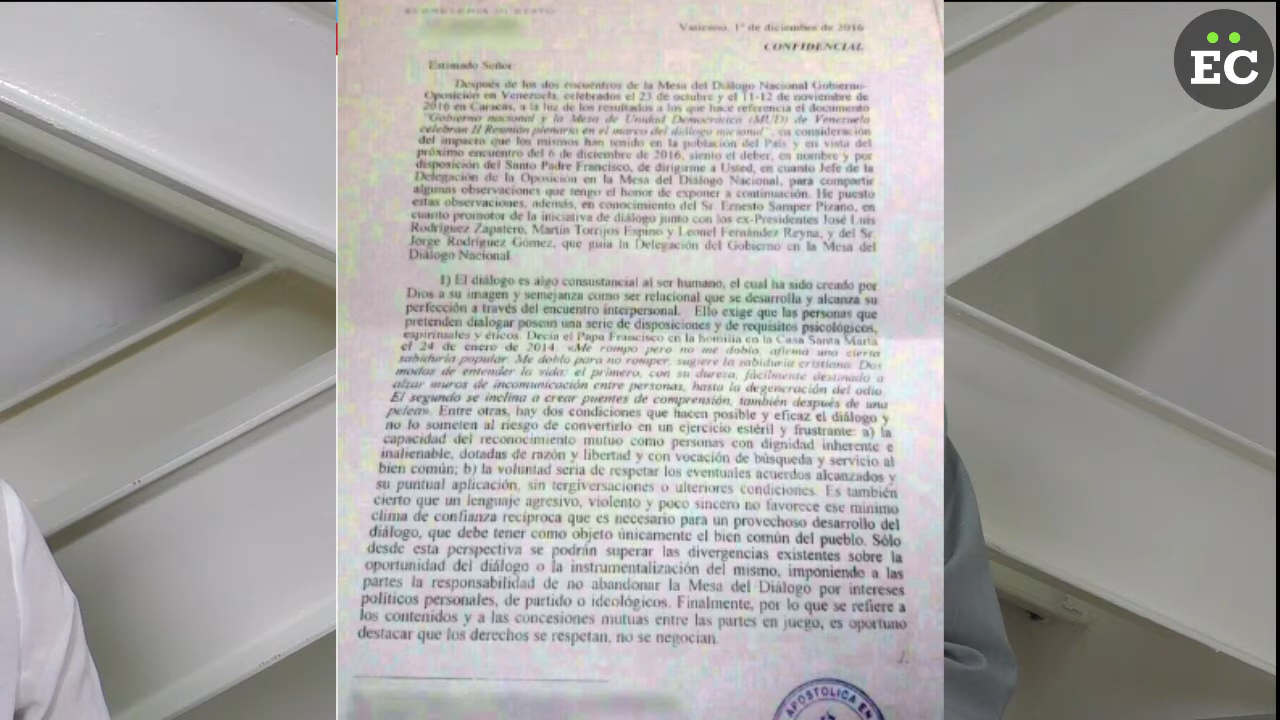 SECRETARÍA DE ESTADO
Vaticano, 1º de diciembre de 2016
CONFIDENCIAL
EC
Estimado Señor:
Después de los dos encuentros de la Mesa del Diálogo Nacional Gobierno-
Oposición en Venezuela, celebrados el 23 de octubre y el 11-12 de noviembre de
2016 en Caracas, a la luz de los resultados a los que hace referencia el documento
"Gobierno nacional y la Mesa de Unidad Democrática (MUD) de Venezuela
celebran II Reunión plenaria en el marco del diálogo nacional", en consideración
del impacto que los mismos han tenido en la población del País y en vista del
próximo encuentro del 6 de diciembre de 2016, siento el deber, en nombre y por
disposición del Santo Padre Francisco, de dirigirme a Usted, en cuanto Jefe de la
Delegación de la Oposición en la Mesa del Diálogo Nacional, para compartir
algunas observaciones que tengo el honor de exponer a continuación. He puesto
estas observaciones, además, en conocimiento del Sr. Ernesto Samper Pizano, en
cuanto promotor de la iniciativa de diálogo junto con los ex-Presidentes José Luis
Rodríguez Zapatero, Martín Torrijos Espino y Leonel Fernández Reyna, y del Sr.
Jorge Rodríguez Gómez, que guía la Delegación del Gobierno en la Mesa del
Diálogo Nacional.
1) El diálogo es algo consustancial al ser humano, el cual ha sido creado por
Dios a su imagen y semejanza como ser relacional que se desarrolla y alcanza su
perfección a través del encuentro interpersonal. Ello exige que las personas que
pretenden dialogar posean una serie de disposiciones y de requisitos psicológicos,
espirituales y éticos. Decía el Papa Francisco en la homilía en la Casa Santa Marta
el 24 de enero de 2014: «Me rompo pero no me doblo, afirma una cierta
sabiduría popular. Me doblo para no romper, sugiere la sabiduría cristiana. Dos
modos de entender la vida: el primero, con su dureza, fácilmente destinado a
alzar muros de incomunicación entre personas, hasta la degeneración del odio.
El segundo se inclina a crear puentes de comprensión, también después de una
pelea». Entre otras, hay dos condiciones que hacen posible y eficaz el diálogo y
no lo someten al riesgo de convertirlo en un ejercicio estéril y frustrante: a) la
capacidad del reconocimiento mutuo como personas con dignidad inherente e
inalienable, dotadas de razón y libertad y con vocación de búsqueda y servicio al
bien común; b) la voluntad seria de respetar los eventuales acuerdos alcanzados y
su puntual aplicación, sin tergiversaciones o ulteriores condiciones. Es también
cierto que un lenguaje agresivo, violento y poco sincero no favorece ese mínimo
clima de confianza recíproca que es necesario para un provechoso desarrollo del
diálogo, que debe tener como objeto únicamente el bien común del pueblo. Sólo
desde esta perspectiva se podrán superar las divergencias existentes sobre la
oportunidad del diálogo o la instrumentalización del mismo, imponiendo a las
partes la responsabilidad de no abandonar la Mesa del Diálogo por intereses
políticos personales, de partido o ideológicos. Finalmente, por lo que se refiere a
los contenidos y a las concesiones mutuas entre las partes en juego, es oportuno
destacar que los derechos se respetan, no se negocian.
APOSTOLICA EN